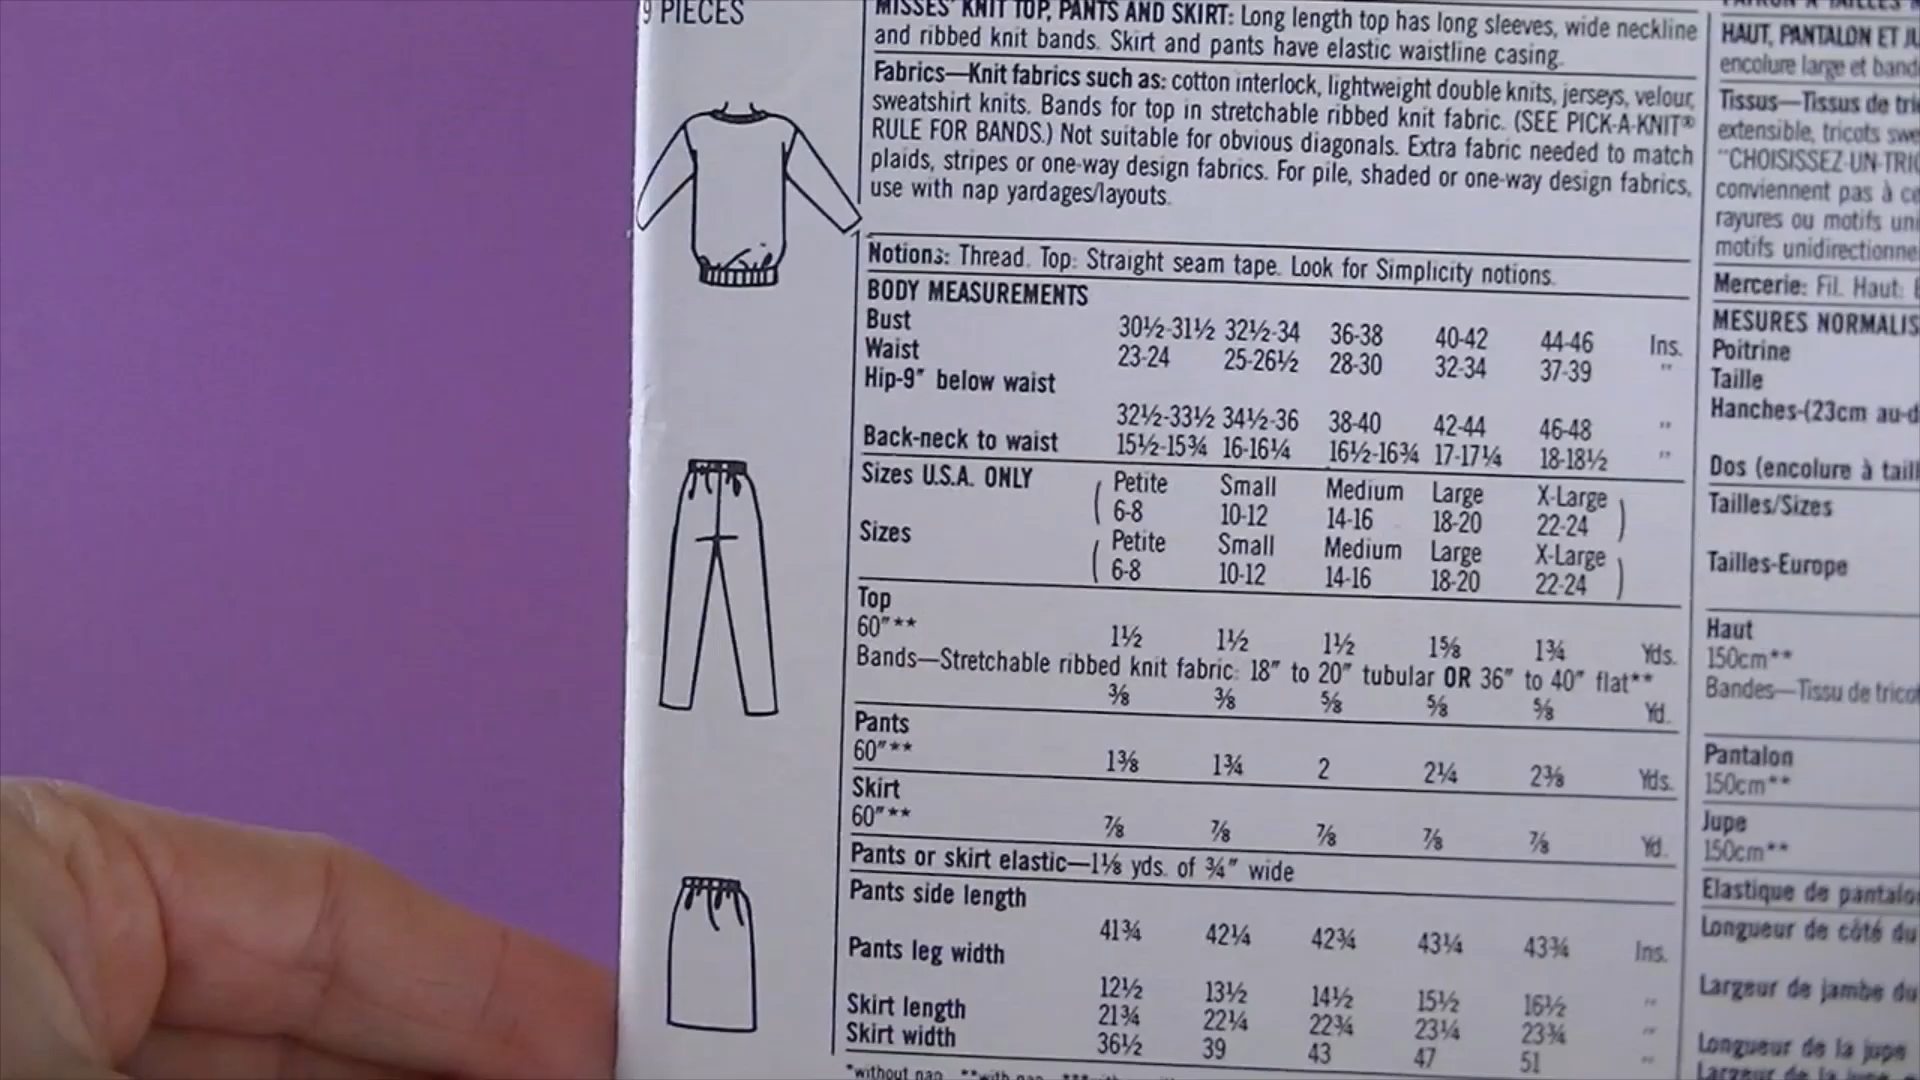 9 PIECES
MISSES' KNIT TOP, PANTS AND SKIRT: Long length top has long sleeves, wide neckline
and ribbed knit bands. Skirt and pants have elastic waistline casing.
Fabrics—Knit fabrics such as: cotton interlock, lightweight double knits, jerseys, velour,
sweatshirt knits. Bands for top in stretchable ribbed knit fabric. (SEE PICK-A-KNIT®
RULE FOR BANDS.) Not suitable for obvious diagonals. Extra fabric needed to match
plaids, stripes or one-way design fabrics. For pile, shaded or one-way design fabrics,
use with nap yardages/layouts.
Notions: Thread. Top: Straight seam tape. Look for Simplicity notions.
BODY MEASUREMENTS
Bust 30½-31½ 32½-34 36-38 40-42 44-46 Ins.
Waist 23-24 25-26½ 28-30 32-34 37-39 "
Hip-9" below waist
32½-33½ 34½-36 38-40 42-44 46-48 "
Back-neck to waist 15½-15¾ 16-16¼ 16½-16¾ 17-17¼ 18-18½ "
Sizes U.S.A. ONLY ( Petite Small Medium Large X-Large )
6-8 10-12 14-16 18-20 22-24
Sizes ( Petite Small Medium Large X-Large )
6-8 10-12 14-16 18-20 22-24
Top
60"** 1½ 1½ 1½ 1⅝ 1¾ Yds.
Bands—Stretchable ribbed knit fabric: 18" to 20" tubular OR 36" to 40" flat**
⅜ ⅜ ⅝ ⅝ ⅝ Yd.
Pants
60"** 1⅜ 1¾ 2 2¼ 2⅜ Yds.
Skirt
60"** ⅞ ⅞ ⅞ ⅞ ⅞ Yd.
Pants or skirt elastic—1⅛ yds. of ¾" wide
Pants side length
41¾ 42¼ 42¾ 43¼ 43¾ Ins.
Pants leg width
12½ 13½ 14½ 15½ 16½ "
Skirt length 21¾ 22¼ 22¾ 23¼ 23¾ "
Skirt width 36½ 39 43 47 51 "
*without nap **with nap
HAUT, PANTALON ET JU
encolure large et band
Tissus—Tissus de tri
extensible, tricots swe
"CHOISISSEZ-UN-TRIC
conviennent pas à ce
rayures ou motifs uni
motifs unidirectionne
Mercerie: Fil. Haut:
MESURES NORMALIS
Poitrine
Taille
Hanches-(23cm au-d
Dos (encolure à taill
Tailles/Sizes
Tailles-Europe
Haut
150cm**
Bandes—Tissu de tricot
Pantalon
150cm**
Jupe
150cm**
Elastique de pantalo
Longueur de côté du
Largeur de jambe du
Longueur de la jupe